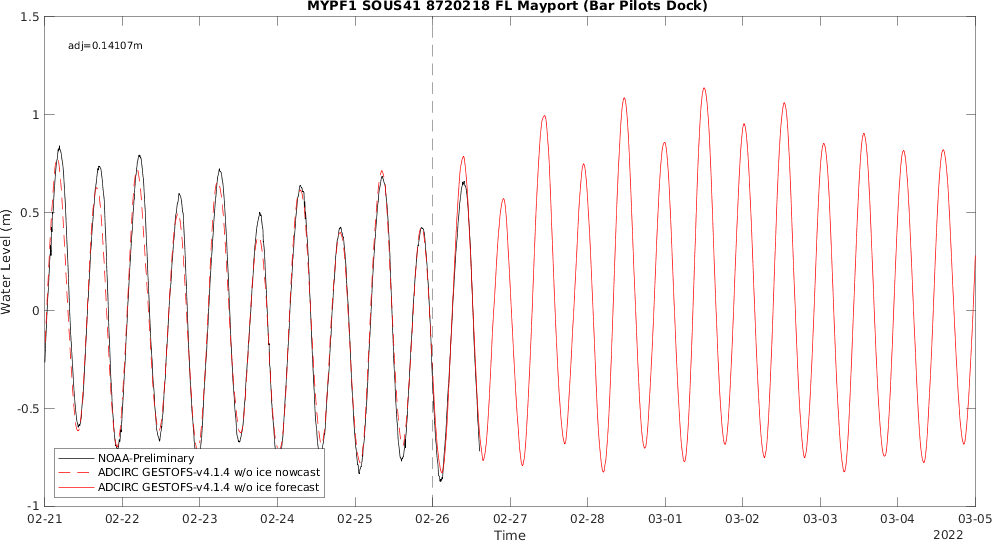 MYPF1 SOUS41 8720218 FL Mayport (Bar Pilots Dock)
adj=0.14107m
1.5
1
0.5
0
-0.5
-1
Water Level (m)
NOAA-Preliminary
ADCIRC GESTOFS-v4.1.4 w/o ice nowcast
ADCIRC GESTOFS-v4.1.4 w/o ice forecast
02-21 02-22 02-23 02-24 02-25 02-26 02-27 02-28 03-01 03-02 03-03 03-04 03-05
Time
2022